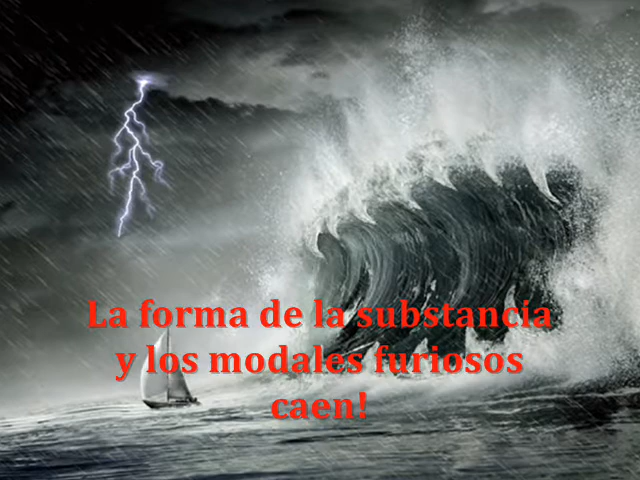 La forma de la substancia
y los modales furiosos
caen!